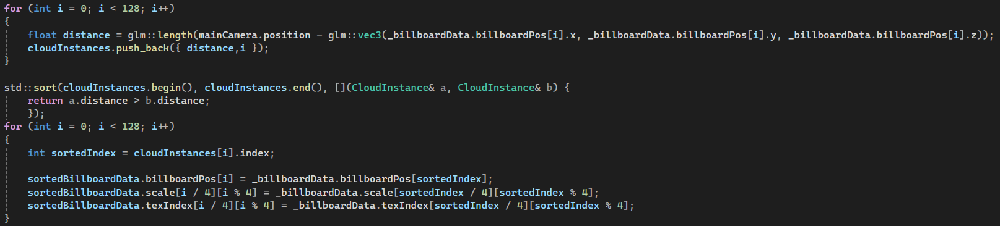 for (int i = 0; i < 128; i++)
{
    float distance = glm::length(mainCamera.position - glm::vec3(_billboardData.billboardPos[i].x, _billboardData.billboardPos[i].y, _billboardData.billboardPos[i].z));
    cloudInstances.push_back({ distance,i });
}

std::sort(cloudInstances.begin(), cloudInstances.end(), [](CloudInstance& a, CloudInstance& b) {
    return a.distance > b.distance;
    });
for (int i = 0; i < 128; i++)
{
    int sortedIndex = cloudInstances[i].index;

    sortedBillboardData.billboardPos[i] = _billboardData.billboardPos[sortedIndex];
    sortedBillboardData.scale[i / 4][i % 4] = _billboardData.scale[sortedIndex / 4][sortedIndex % 4];
    sortedBillboardData.texIndex[i / 4][i % 4] = _billboardData.texIndex[sortedIndex / 4][sortedIndex % 4];
}